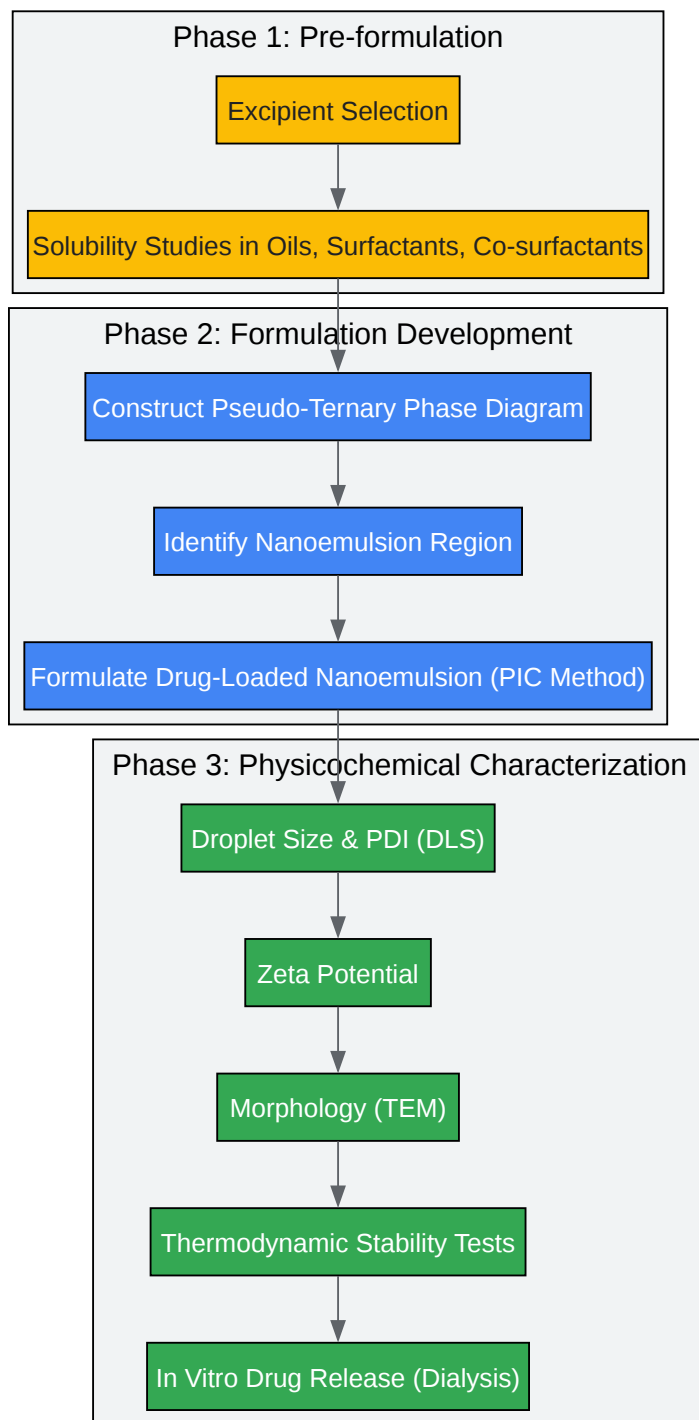 Phase 1: Pre-formulation
Excipient Selection
Solubility Studies in Oils, Surfactants, Co-surfactants
Phase 2: Formulation Development
Construct Pseudo-Ternary Phase Diagram
Identify Nanoemulsion Region
Formulate Drug-Loaded Nanoemulsion (PIC Method)
Phase 3: Physicochemical Characterization
Droplet Size & PDI (DLS)
Zeta Potential
Morphology (TEM)
Thermodynamic Stability Tests
In Vitro Drug Release (Dialysis)